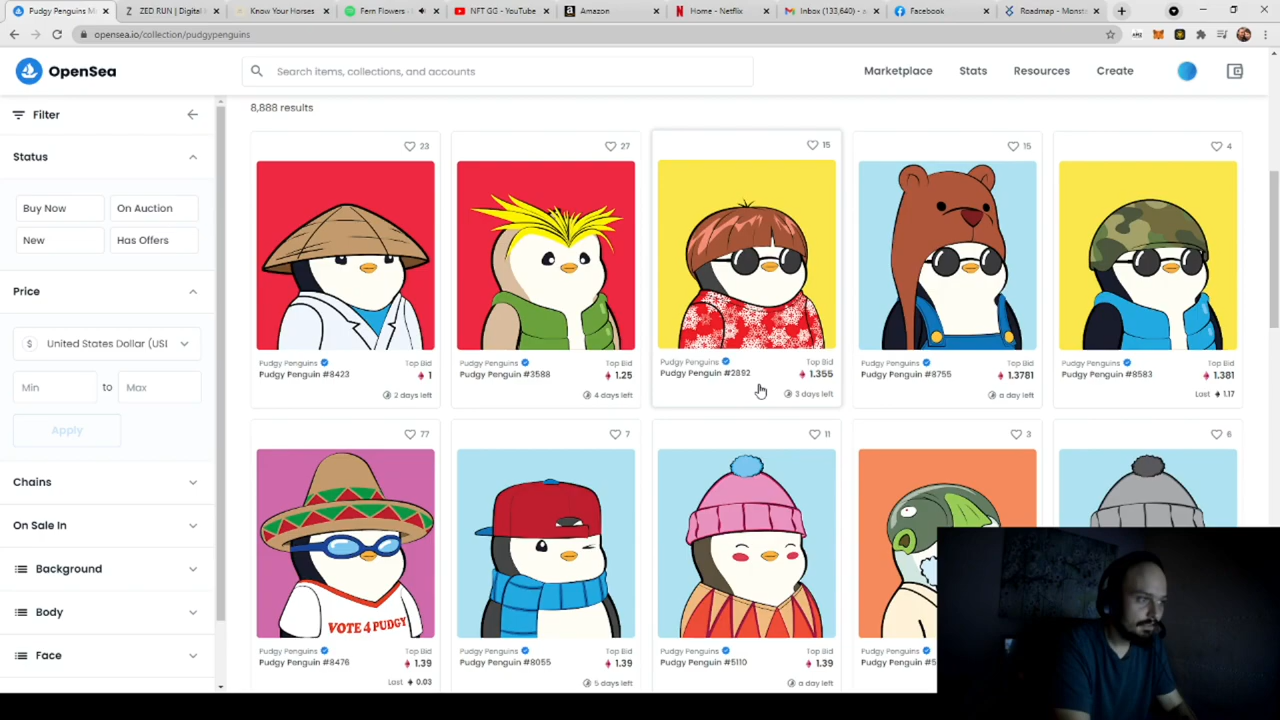 Pudgy Penguins M
ZED RUN | Digital
Know Your Horses
Fern Flowers -
NFT GG - YouTube
Amazon
Home - Netflix
Inbox (133,640) - a
Facebook
Roadmap - Monst
opensea.io/collection/pudgypenguins
OpenSea
Search items, collections, and accounts
Marketplace
Stats
Resources
Create
Filter
8,888 results
Status
Buy Now
On Auction
New
Has Offers
Price
$ United States Dollar (USI
Min to Max
Apply
Chains
On Sale In
Background
Body
Face
23
27
15
15
4
Pudgy Penguins Top Bid
Pudgy Penguin #8423 1
2 days left
Pudgy Penguins Top Bid
Pudgy Penguin #3588 1.25
4 days left
Pudgy Penguins Top Bid
Pudgy Penguin #2892 1.355
3 days left
Pudgy Penguins Top Bid
Pudgy Penguin #8755 1.3781
a day left
Pudgy Penguins Top Bid
Pudgy Penguin #8583 1.381
Last 1.17
77
7
11
3
6
VOTE 4 PUDGY
Pudgy Penguins Top Bid
Pudgy Penguin #8476 1.39
Last 0.03
Pudgy Penguins Top Bid
Pudgy Penguin #8055 1.39
5 days left
Pudgy Penguins Top Bid
Pudgy Penguin #5110 1.39
a day left
Pudgy Penguins
Pudgy Penguin #5